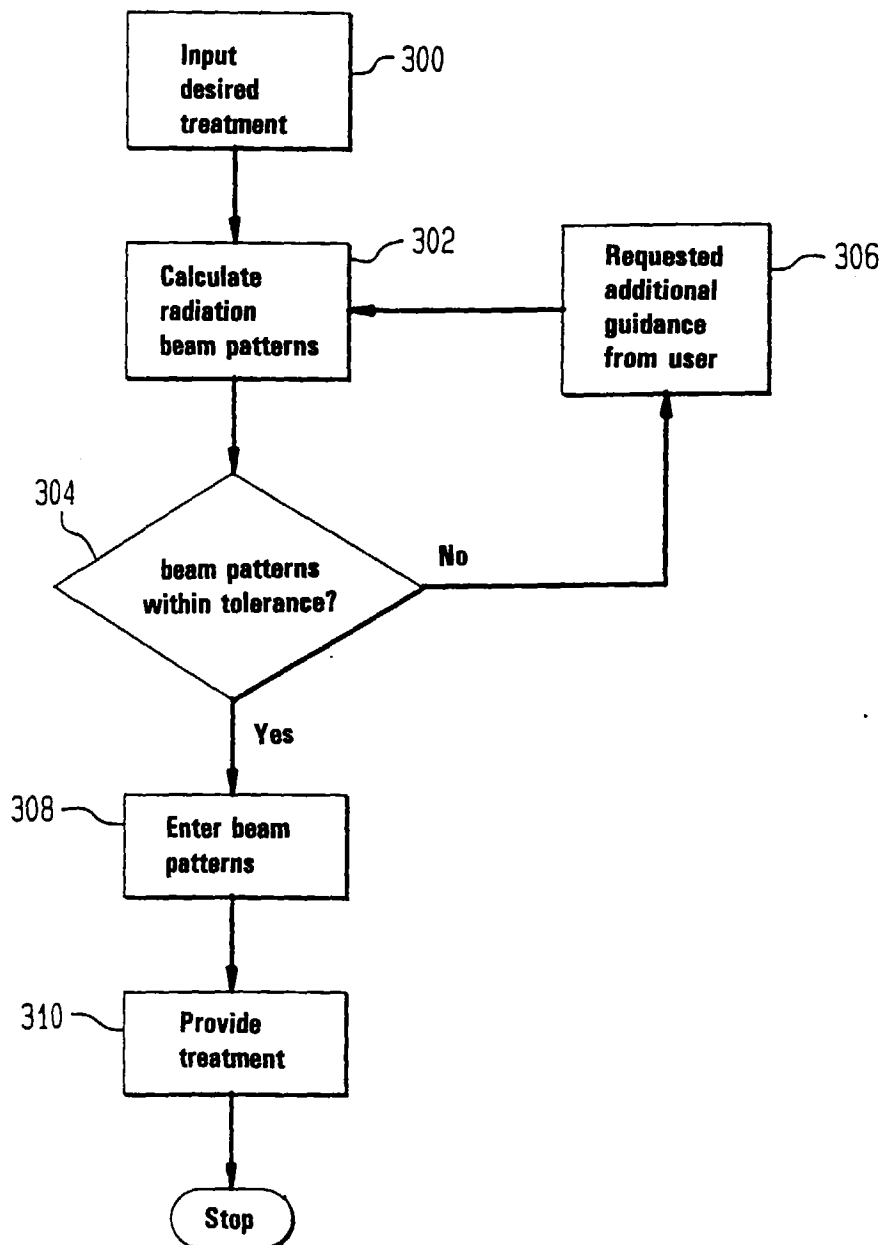 Input
desired
treatment
300
Calculate
radiation
beam patterns
302
Requested
additional
guidance
from user
306
304
beam patterns
within tolerance?
No
Yes
308
Enter beam
patterns
310
Provide
treatment
Stop